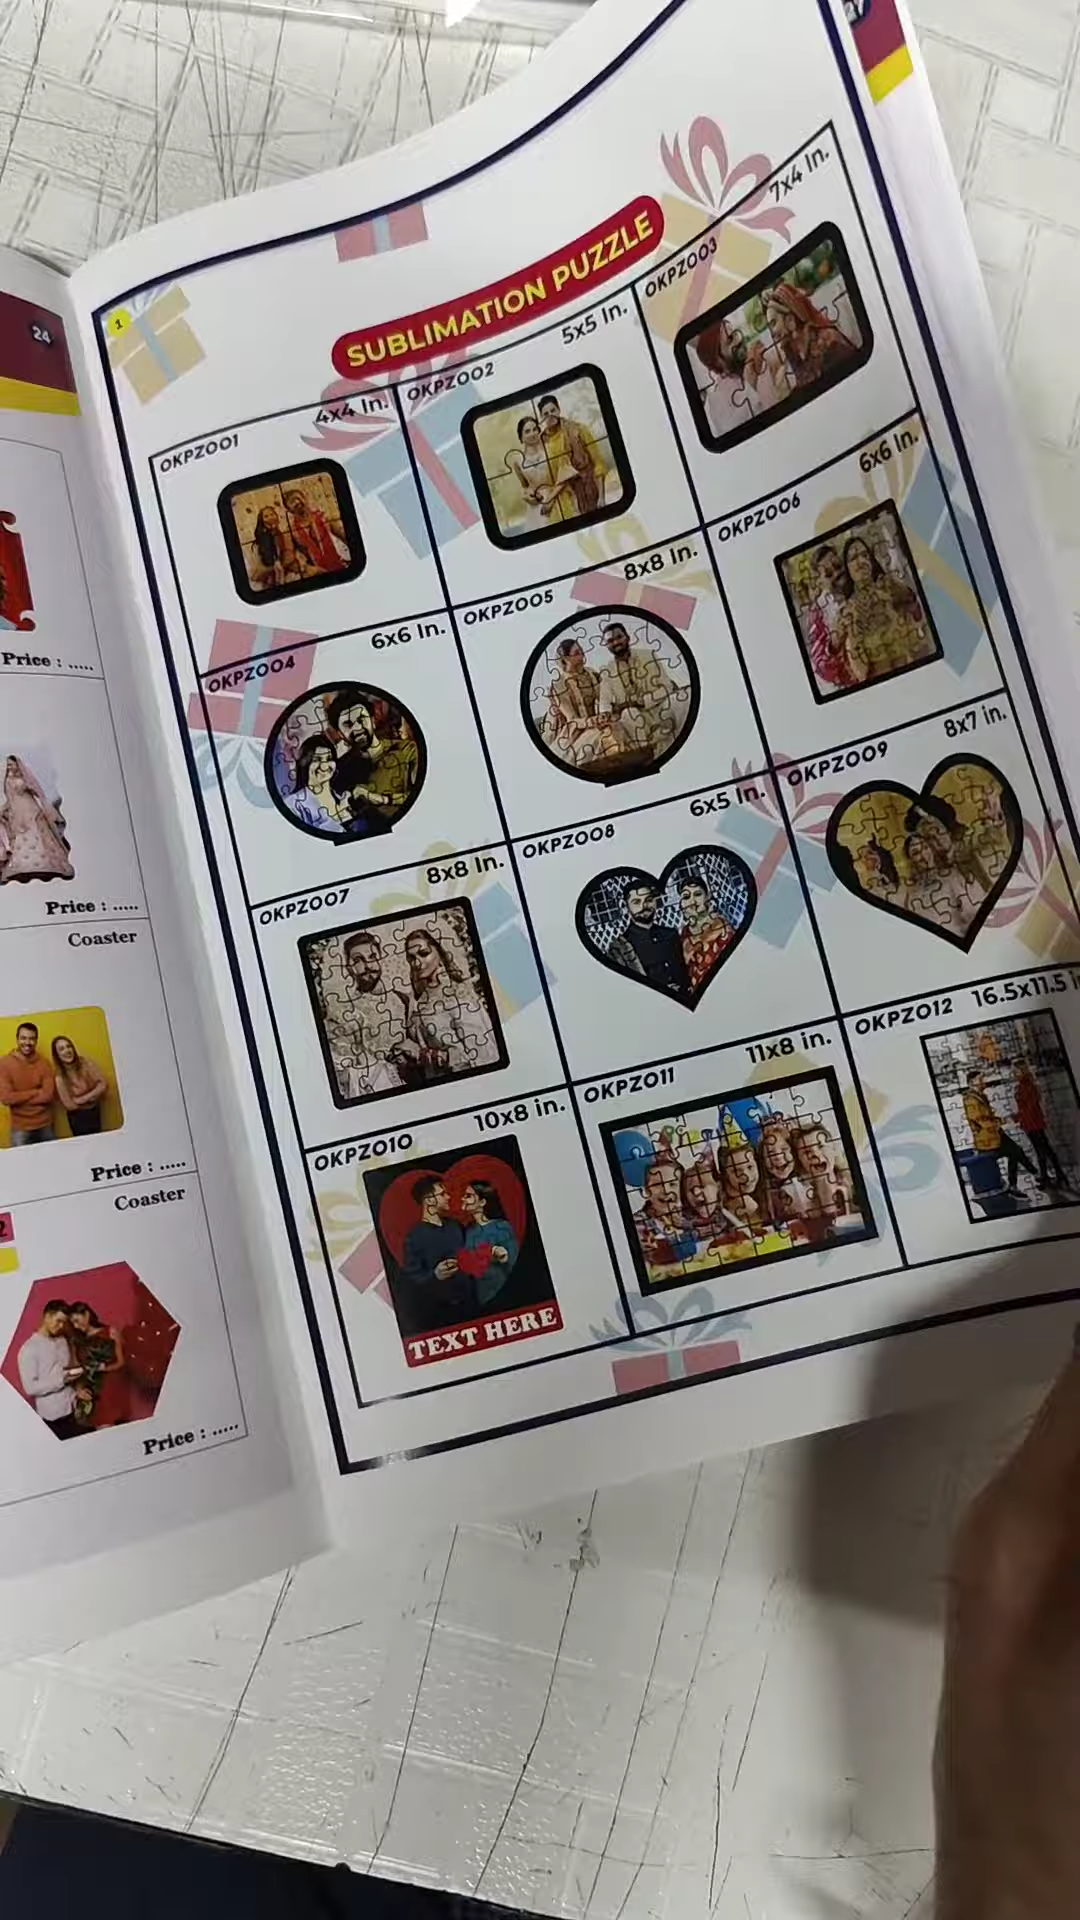 24
Price : .....
Price : .....
Coaster
Price : .....
Coaster
2
Price : .....
1
SUBLIMATION PUZZLE
OKPZ001 4x4 In.
OKPZ002 5x5 In.
OKPZ003 7x4 In.
OKPZ004 6x6 In.
OKPZ005 8x8 In.
OKPZ006 6x6 In.
OKPZ007 8x8 In.
OKPZ008 6x5 In.
OKPZ009 8x7 in.
OKPZ010 10x8 in.
TEXT HERE
OKPZ011 11x8 in.
OKPZ012 16.5x11.5